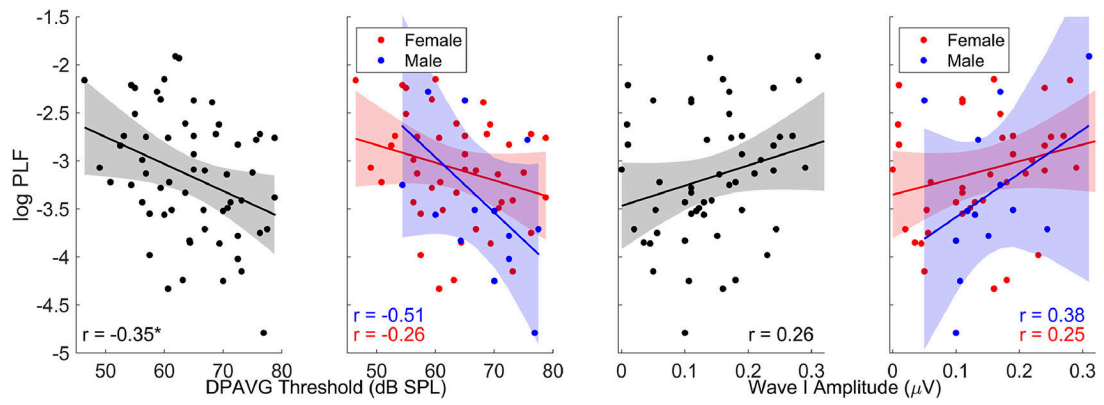 log PLF
-1.5
-2
-2.5
-3
-3.5
-4
-4.5
-5
r = -0.35*
50 60 70 80
Female
Male
r = -0.51
r = -0.26
50 60 70 80
DPAVG Threshold (dB SPL)
r = 0.26
0 0.1 0.2 0.3
Female
Male
r = 0.38
r = 0.25
0 0.1 0.2 0.3
Wave I Amplitude (μV)